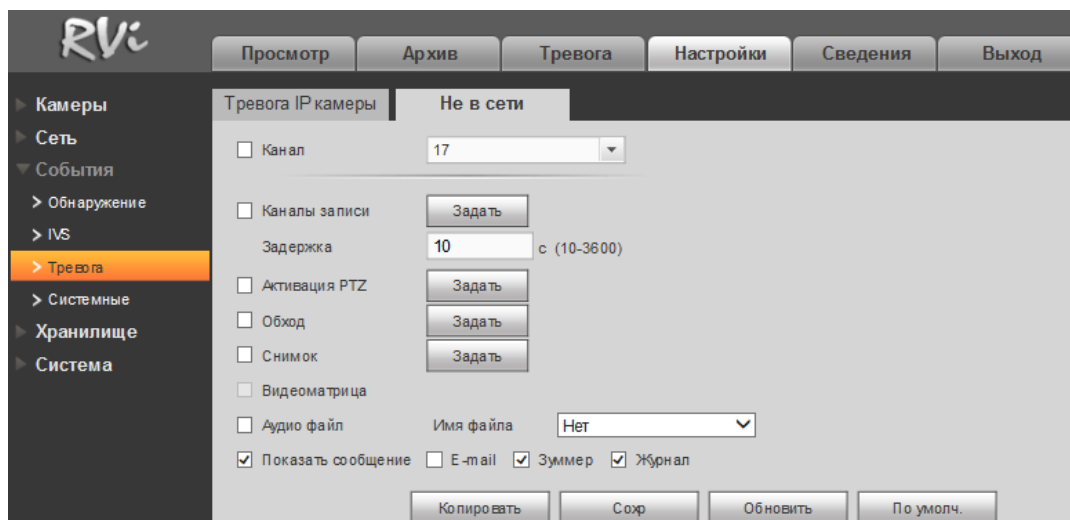 RVi
Просмотр Архив Тревога Настройки Сведения Выход
Камеры
Сеть
События
Обнаружение
IVS
Тревога
Системные
Хранилище
Система
Тревога IP камеры Не в сети
Канал 17
Каналы записи Задать
Задержка 10 с (10-3600)
Активация PTZ Задать
Обход Задать
Снимок Задать
Видеоматрица
Аудио файл Имя файла Нет
Показать сообщение E-mail Зуммер Журнал
Копировать Сохр Обновить По умолч.